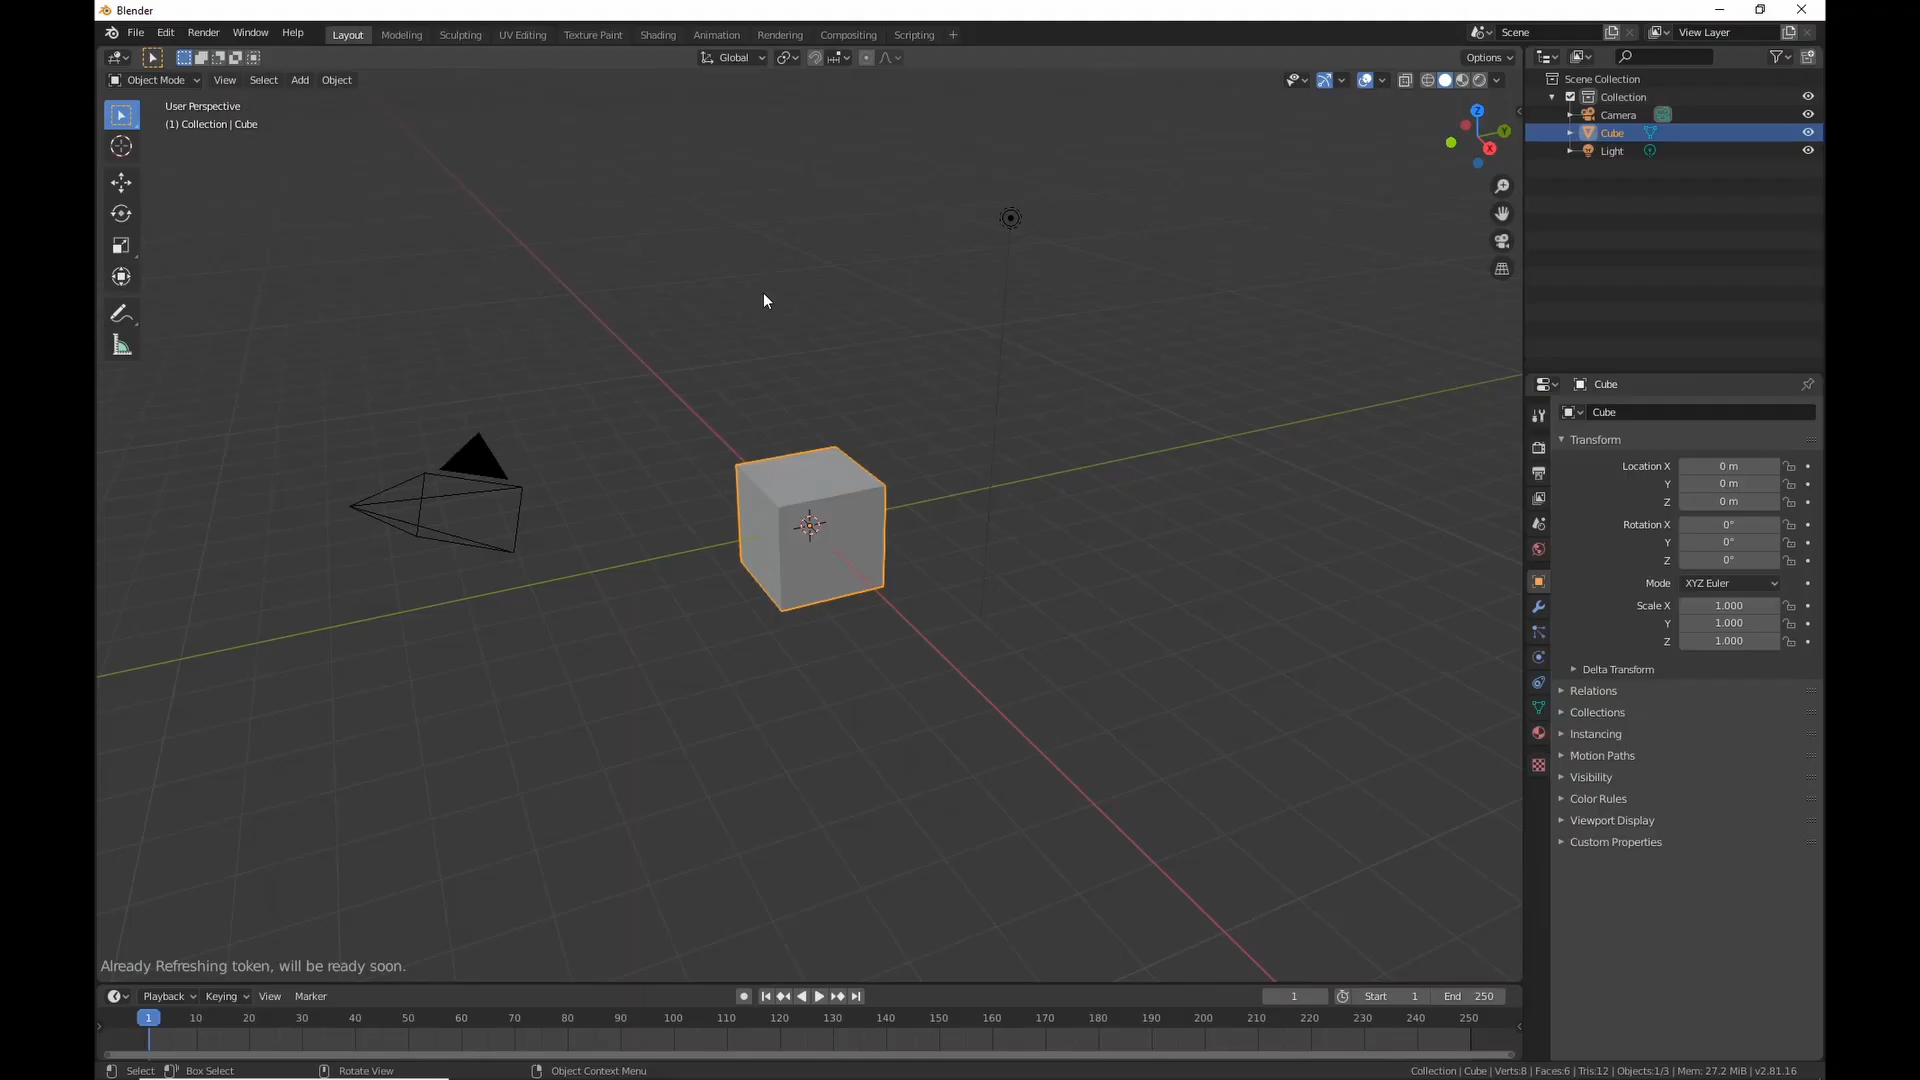 Blender
File Edit Render Window Help Layout Modeling Sculpting UV Editing Texture Paint Shading Animation Rendering Compositing Scripting + Scene View Layer
Global Options
Object Mode View Select Add Object
User Perspective
(1) Collection | Cube
Z
Y
X
Scene Collection
Collection
Camera
Cube
Light
Cube
Cube
Transform
Location X 0 m
Y 0 m
Z 0 m
Rotation X 0°
Y 0°
Z 0°
Mode XYZ Euler
Scale X 1.000
Y 1.000
Z 1.000
Delta Transform
Relations
Collections
Instancing
Motion Paths
Visibility
Color Rules
Viewport Display
Custom Properties
Already Refreshing token, will be ready soon.
Playback Keying View Marker 1 Start 1 End 250
1 10 20 30 40 50 60 70 80 90 100 110 120 130 140 150 160 170 180 190 200 210 220 230 240 250
Select Box Select Rotate View Object Context Menu Collection | Cube | Verts:8 | Faces:6 | Tris:12 | Objects:1/3 | Mem: 27.2 MiB | v2.81.16